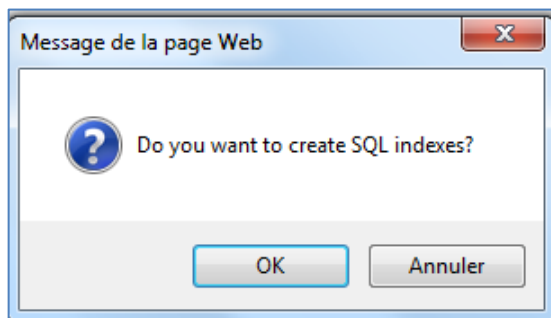 Message de la page Web
Do you want to create SQL indexes?
OK Annuler